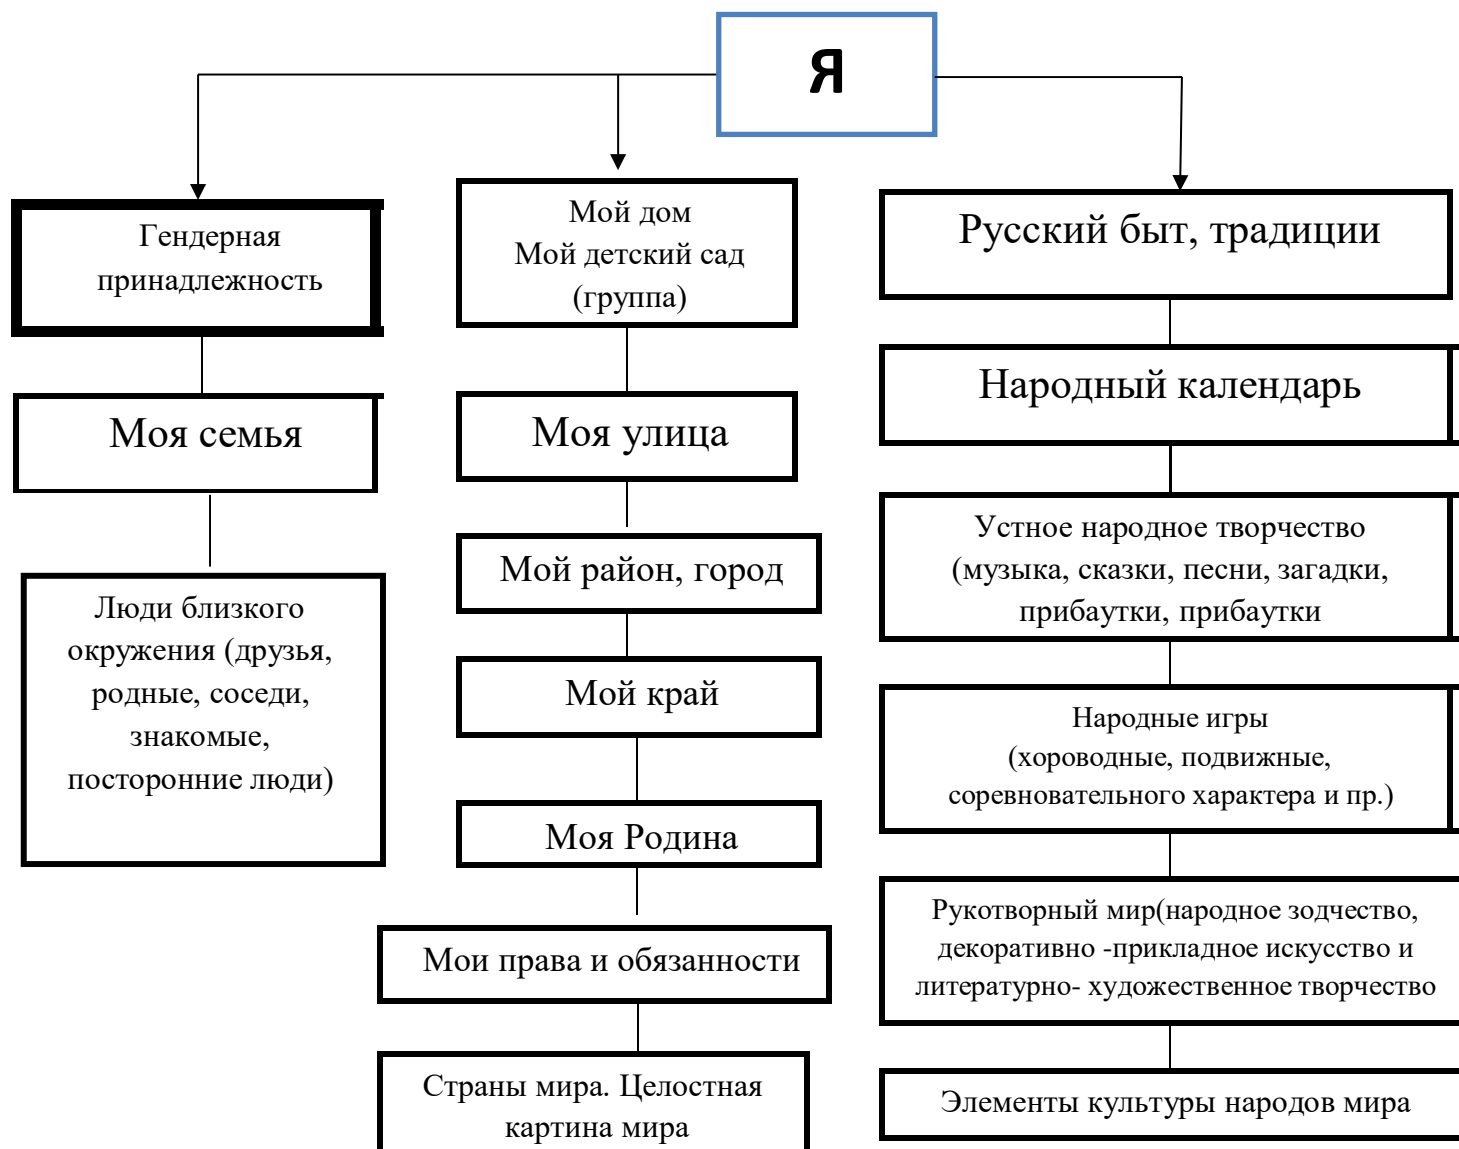 Я
Гендерная
принадлежность
Моя семья
Люди близкого
окружения (друзья,
родные, соседи,
знакомые,
посторонние люди)
Мой дом
Мой детский сад
(группа)
Моя улица
Мой район, город
Мой край
Моя Родина
Мои права и обязанности
Страны мира. Целостная
картина мира
Русский быт, традиции
Народный календарь
Устное народное творчество
(музыка, сказки, песни, загадки,
прибаутки, прибаутки
Народные игры
(хороводные, подвижные,
соревновательного характера и пр.)
Рукотворный мир(народное зодчество,
декоративно -прикладное искусство и
литературно- художественное творчество
Элементы культуры народов мира